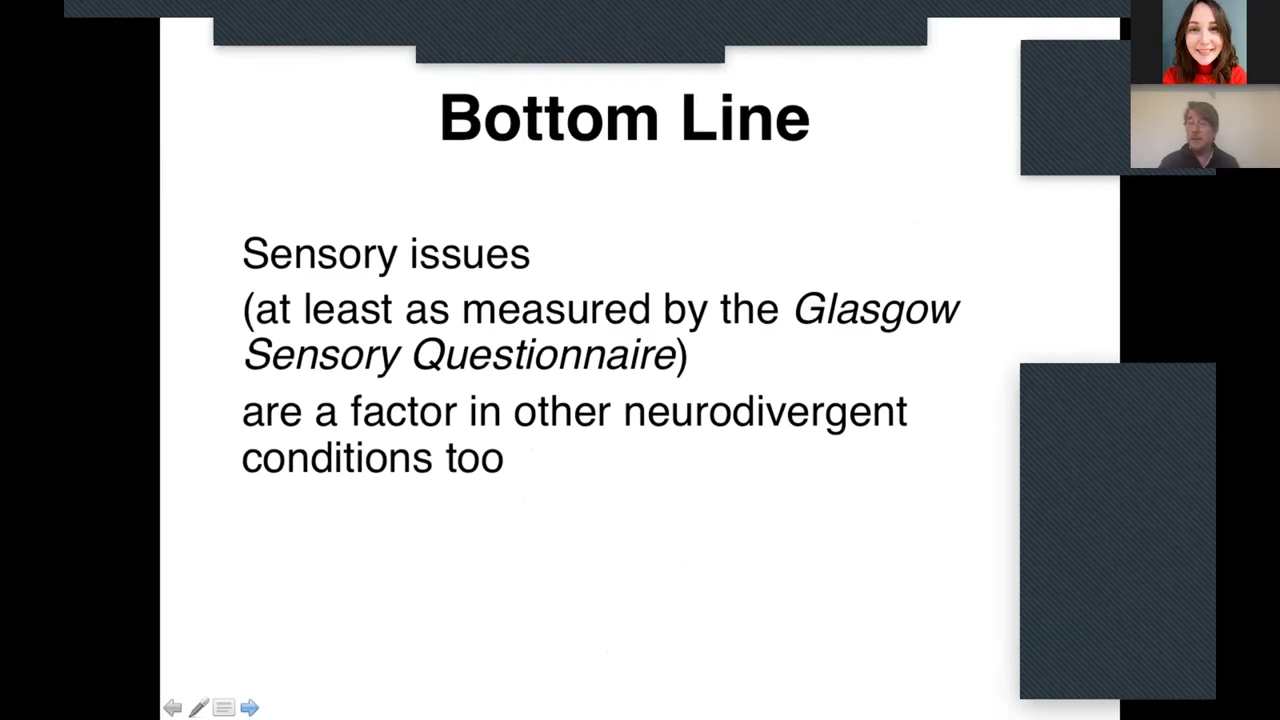 Bottom Line
Sensory issues
(at least as measured by the Glasgow
Sensory Questionnaire)
are a factor in other neurodivergent
conditions too